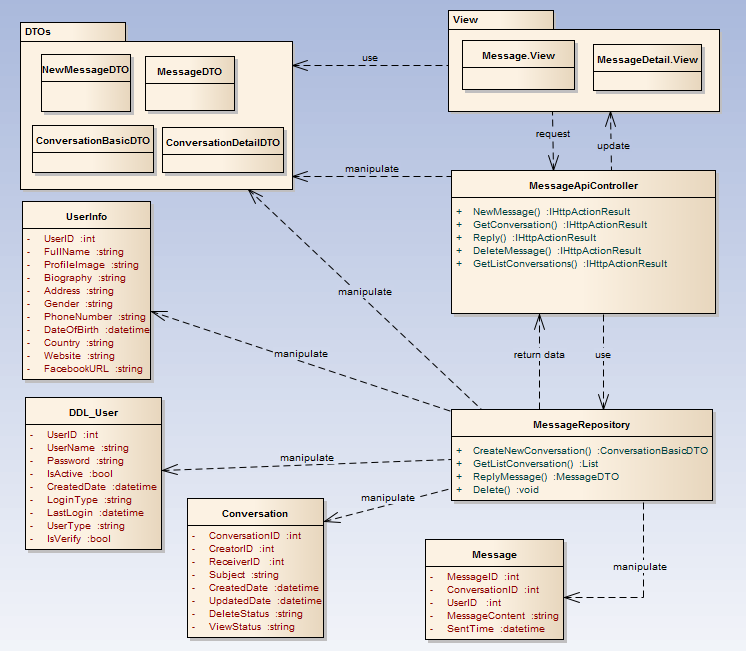 DTOs
NewMessageDTO
MessageDTO
ConversationBasicDTO
ConversationDetailDTO
use
View
Message.View
MessageDetail.View
request
update
manipulate
MessageApiController
+ NewMessage() :IHttpActionResult
+ GetConversation() :IHttpActionResult
+ Reply() :IHttpActionResult
+ DeleteMessage() :IHttpActionResult
+ GetListConversations() :IHttpActionResult
UserInfo
- UserID :int
- FullName :string
- ProfileImage :string
- Biography :string
- Address :string
- Gender :string
- PhoneNumber :string
- DateOfBirth :datetime
- Country :string
- Website :string
- FacebookURL :string
manipulate
manipulate
return data
use
DDL_User
- UserID :int
- UserName :string
- Password :string
- IsActive :bool
- CreatedDate :datetime
- LoginType :string
- LastLogin :datetime
- UserType :string
- IsVerify :bool
manipulate
manipulate
MessageRepository
+ CreateNewConversation() :ConversationBasicDTO
+ GetListConversation() :List
+ ReplyMessage() :MessageDTO
+ Delete() :void
Conversation
- ConversationID :int
- CreatorID :int
- ReceiverID :int
- Subject :string
- CreatedDate :datetime
- UpdatedDate :datetime
- DeleteStatus :string
- ViewStatus :string
Message
- MessageID :int
- ConversationID :int
- UserID :int
- MessageContent :string
- SentTime :datetime
manipulate